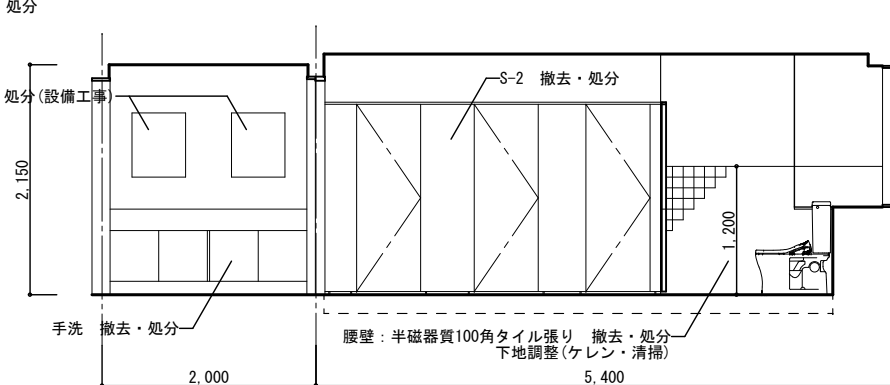 処分
S-2 撤去・処分
処分(設備工事)
2,150
1,200
手洗 撤去・処分
腰壁：半磁器質100角タイル張り 撤去・処分
下地調整(ケレン・清掃)
2,000
5,400